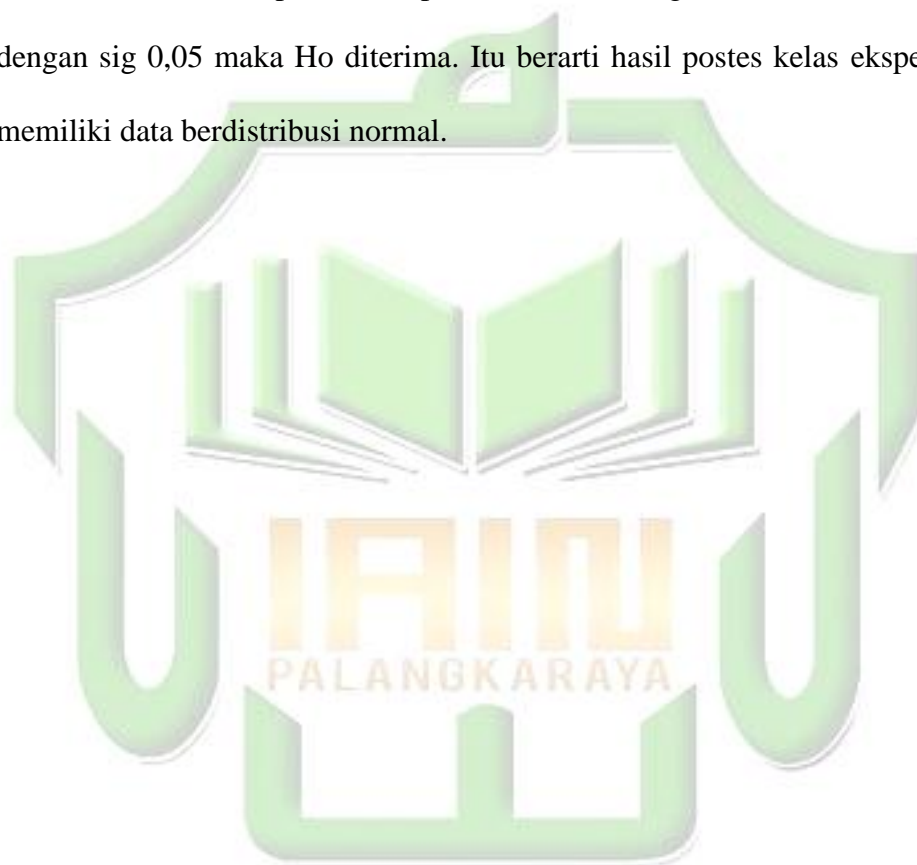 dengan sig 0,05 maka Ho diterima. Itu berarti hasil postes kelas ekspe
memiliki data berdistribusi normal.
IAIN
PALANGKARAYA